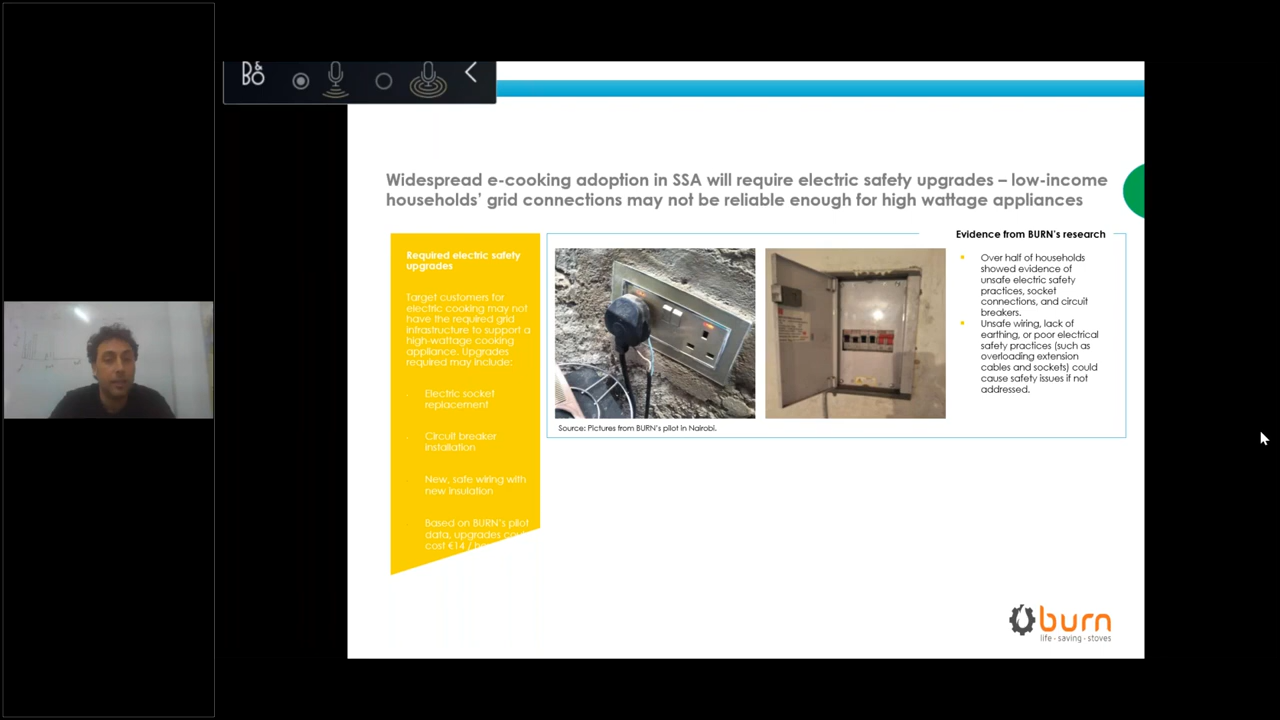 B&
BO
Widespread e-cooking adoption in SSA will require electric safety upgrades – low-income
households' grid connections may not be reliable enough for high wattage appliances
Required electric safety
upgrades
Target customers for
electric cooking may not
have the required grid
infrastructure to support a
high-wattage cooking
appliance. Upgrades
required may include:
Electric socket
replacement
Circuit breaker
installation
New, safe wiring with
new insulation
Based on BURN's pilot
data, upgrades
cost €14 /
Source: Pictures from BURN's pilot in Nairobi.
Evidence from BURN's research
Over half of households
showed evidence of
unsafe electric safety
practices, socket
connections, and circuit
breakers.
Unsafe wiring, lack of
earthing, or poor electrical
safety practices (such as
overloading extension
cables and sockets) could
cause safety issues if not
addressed.
burn
life - saving - stoves